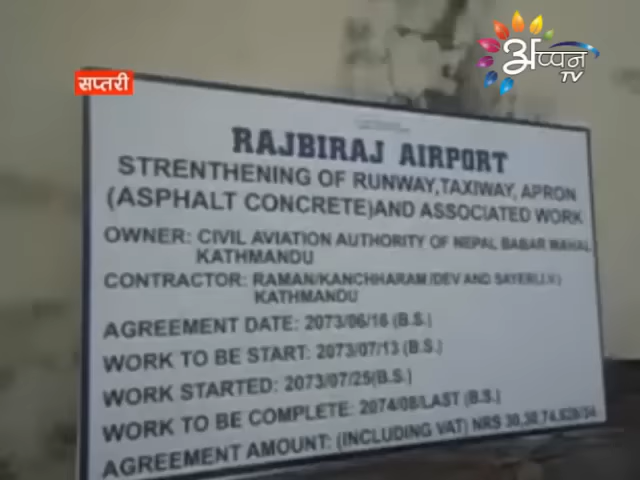 अप्पन
TV
सप्तरी
RAJBIRAJ AIRPORT
STRENTHENING OF RUNWAY,TAXIWAY, APRON
(ASPHALT CONCRETE)AND ASSOCIATED WORK
OWNER: CIVIL AVIATION AUTHORITY OF NEPAL BABAR MAHAL
KATHMANDU
CONTRACTOR: RAMAN/KANCHHARAM/DEV AND
KATHMANDU
AGREEMENT DATE: 2073/06/16 (B.S.)
WORK TO BE START: 2073/07/13 (B.S.)
WORK STARTED: 2073/07/25(B.S.)
WORK TO BE COMPLETE: 2074/08/LAST (B.S.)
AGREEMENT AMOUNT: (INCLUDING VAT) NRS